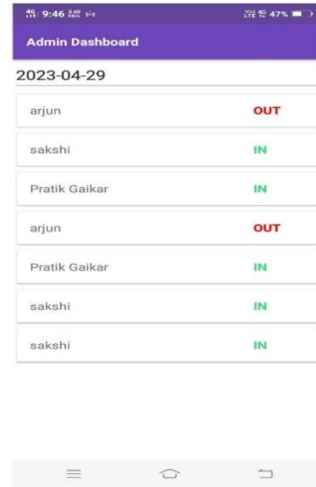 4G 9:46
47%
Admin Dashboard
2023-04-29
arjun OUT
sakshi IN
Pratik Gaikar IN
arjun OUT
Pratik Gaikar IN
sakshi IN
sakshi IN